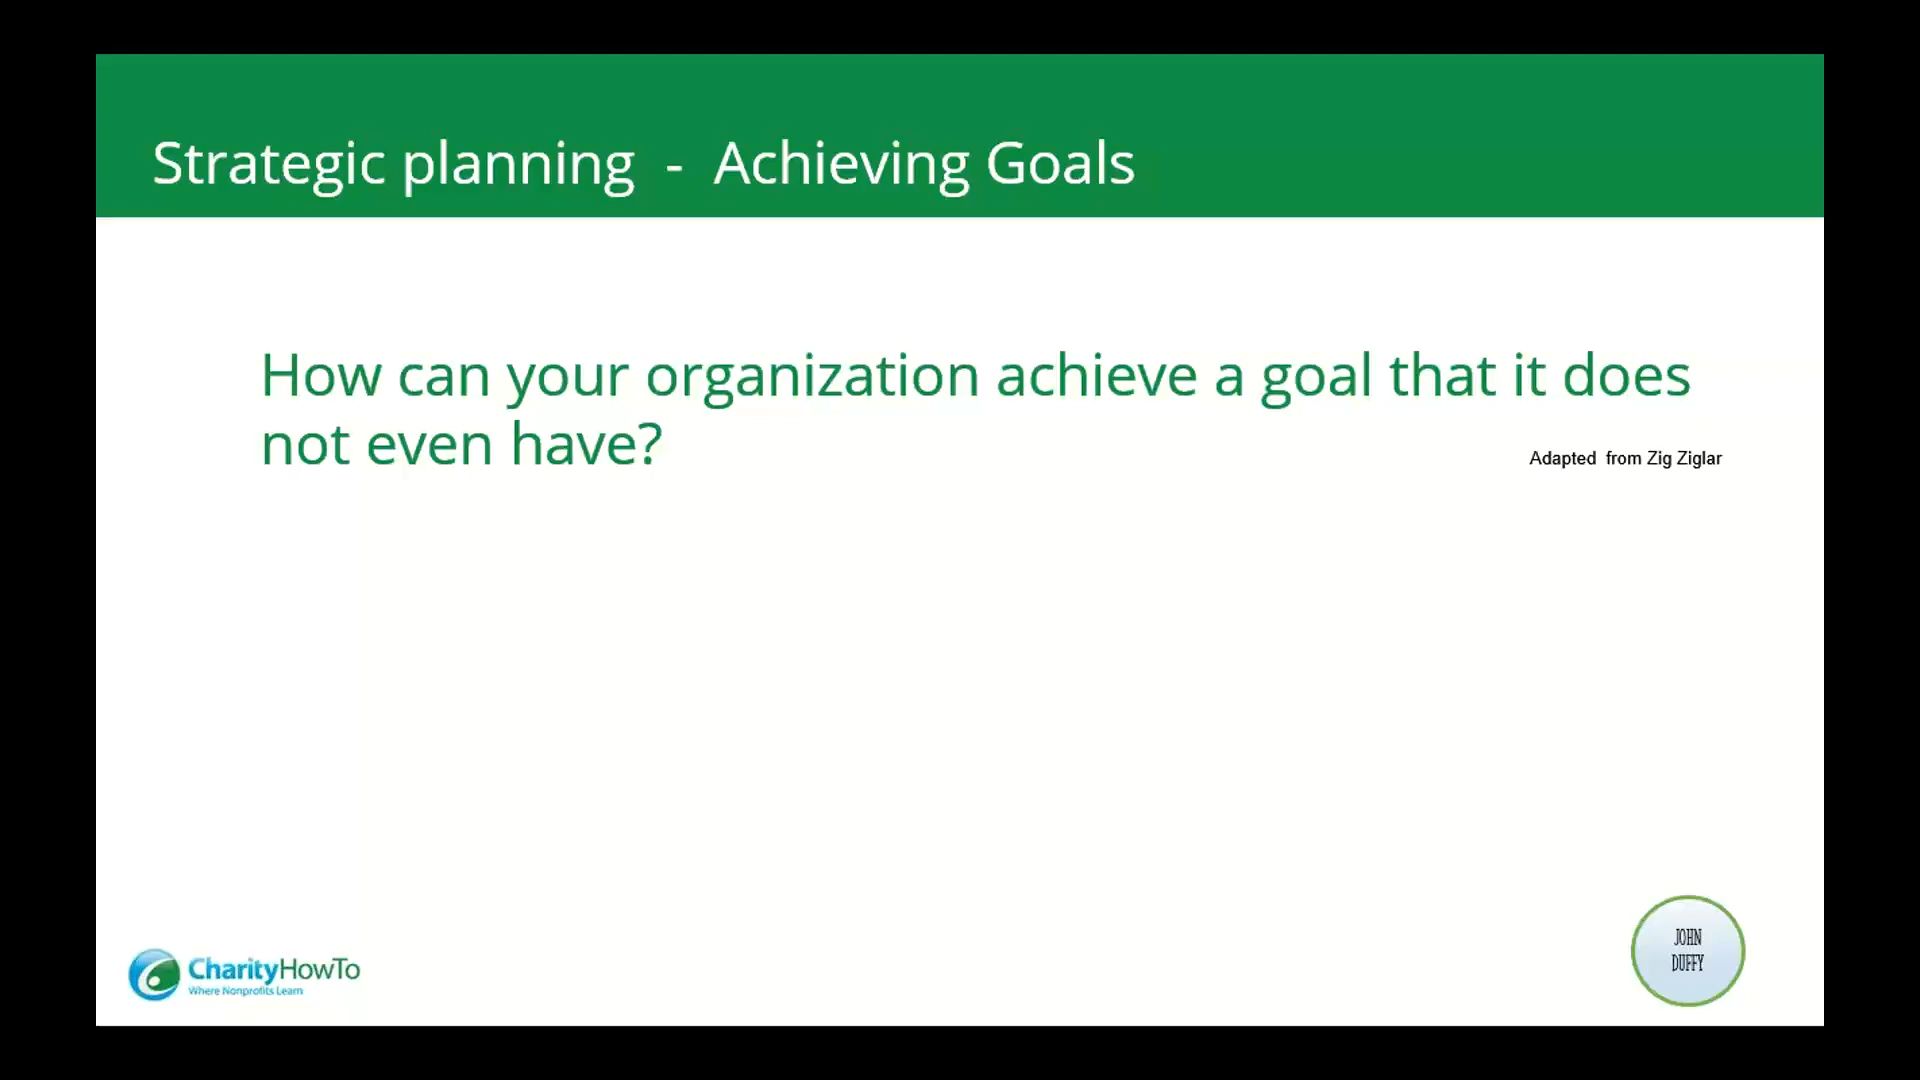 Strategic planning - Achieving Goals
How can your organization achieve a goal that it does
not even have?
Adapted from Zig Ziglar
CharityHowTo
Where Nonprofits Learn
JOHN
DUFFY